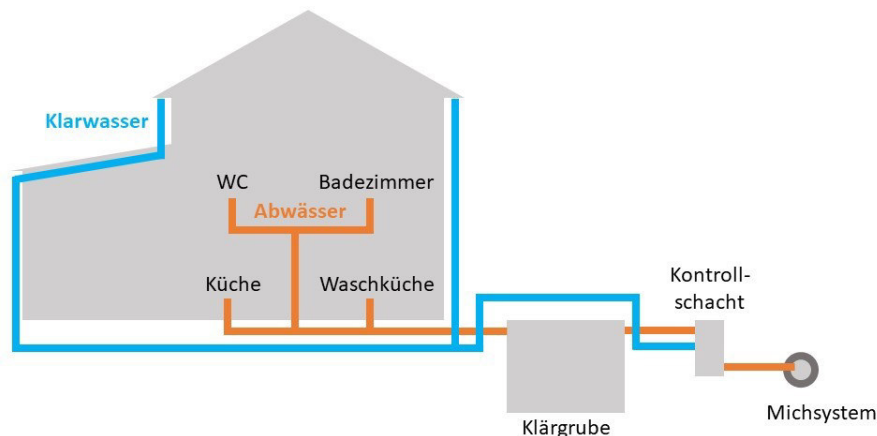 Klarwasser
WC
Badezimmer
Abwässer
Küche
Waschküche
Kontroll-
schacht
Michsystem
Klärgrube